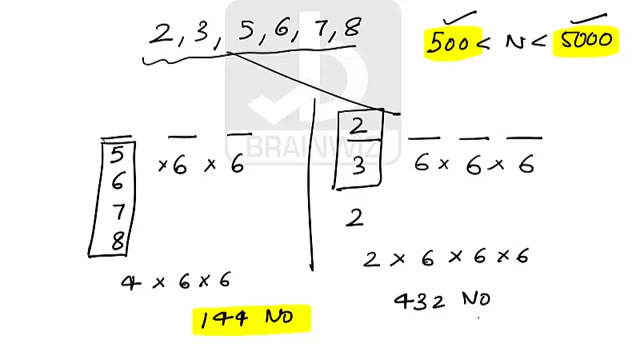 2, 3, 5, 6, 7, 8
500 < N < 5000
5
6
7
8
× 6 × 6
4 × 6 × 6
144 NO
2
3
6 × 6 × 6
2
2 × 6 × 6 × 6
432 NO
BRAINWIZ